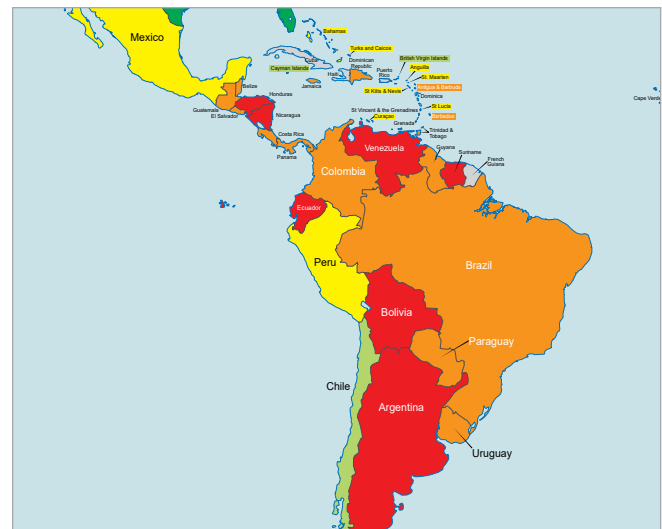 Mexico
Bahamas
Turks and Caicos
British Virgin Islands
Cuba
Cayman Islands
Dominican
Republic
Haiti
Jamaica
Puerto
Rico
Anguilla
St. Maarten
St Kitts & Nevis
Antigua & Barbuda
Dominica
Cape Verde
Belize
Honduras
Guatemala
El Salvador
Nicaragua
St Vincent & the Grenadines
St Lucia
Curaçao
Barbados
Grenada
Trinidad &
Tobago
Costa Rica
Panama
Venezuela
Guyana
Suriname
French
Guiana
Colombia
Ecuador
Peru
Brazil
Bolivia
Paraguay
Chile
Argentina
Uruguay